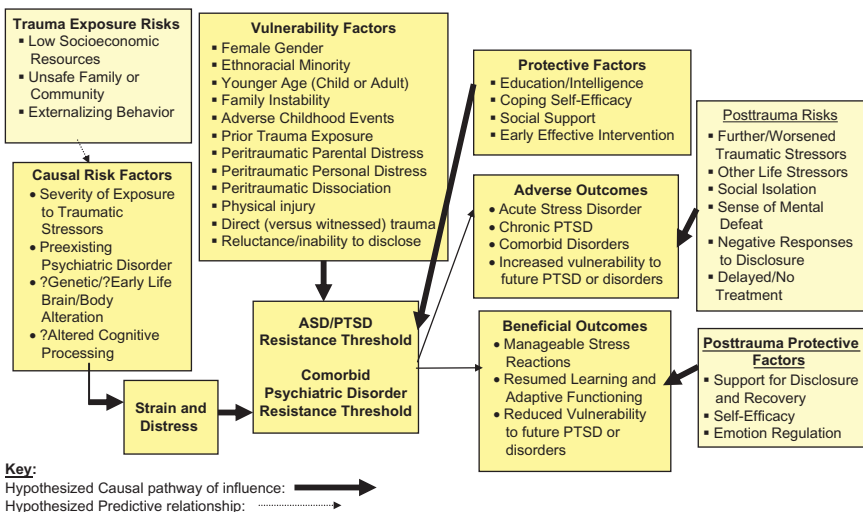 Trauma Exposure Risks
▪ Low Socioeconomic
Resources
▪ Unsafe Family or
Community
▪ Externalizing Behavior
Causal Risk Factors
● Severity of Exposure
to Traumatic
Stressors
● Preexisting
Psychiatric Disorder
● ?Genetic/?Early Life
Brain/Body
Alteration
● ?Altered Cognitive
Processing
Strain and
Distress
Vulnerability Factors
▪ Female Gender
▪ Ethnoracial Minority
▪ Younger Age (Child or Adult)
▪ Family Instability
▪ Adverse Childhood Events
▪ Prior Trauma Exposure
▪ Peritraumatic Parental Distress
▪ Peritraumatic Personal Distress
▪ Peritraumatic Dissociation
▪ Physical injury
▪ Direct (versus witnessed) trauma
▪ Reluctance/inability to disclose
ASD/PTSD
Resistance Threshold
Comorbid
Psychiatric Disorder
Resistance Threshold
Protective Factors
▪ Education/Intelligence
▪ Coping Self-Efficacy
▪ Social Support
▪ Early Effective Intervention
Adverse Outcomes
● Acute Stress Disorder
● Chronic PTSD
● Comorbid Disorders
● Increased vulnerability to
future PTSD or disorders
Beneficial Outcomes
● Manageable Stress
Reactions
● Resumed Learning and
Adaptive Functioning
● Reduced Vulnerability
to future PTSD or
disorders
Posttrauma Risks
▪ Further/Worsened
Traumatic Stressors
▪ Other Life Stressors
▪ Social Isolation
▪ Sense of Mental
Defeat
▪ Negative Responses
to Disclosure
▪ Delayed/No
Treatment
Posttrauma Protective
Factors
▪ Support for Disclosure
and Recovery
▪ Self-Efficacy
▪ Emotion Regulation
Key:
Hypothesized Causal pathway of influence:
Hypothesized Predictive relationship: